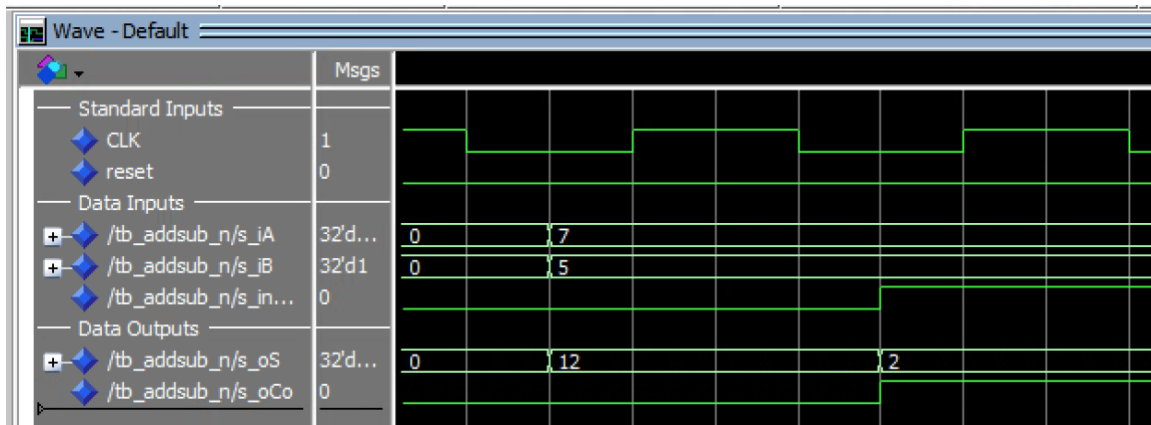 Wave - Default
Msgs
Standard Inputs
CLK 1
reset 0
Data Inputs
/tb_addsub_n/s_iA 32'd... 0 7
/tb_addsub_n/s_iB 32'd1 0 5
/tb_addsub_n/s_in... 0
Data Outputs
/tb_addsub_n/s_oS 32'd... 0 12 2
/tb_addsub_n/s_oCo 0